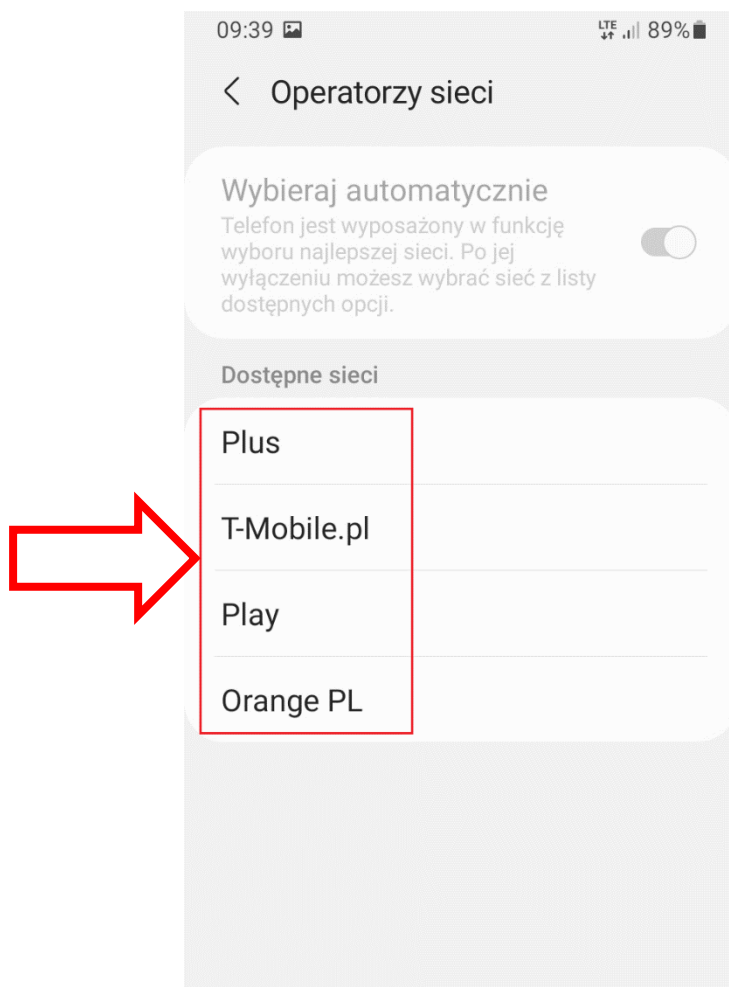 09:39 LTE 89%
Operatorzy sieci
Wybieraj automatycznie
Telefon jest wyposażony w funkcję
wyboru najlepszej sieci. Po jej
wyłączeniu możesz wybrać sieć z listy
dostępnych opcji.
Dostępne sieci
Plus
T-Mobile.pl
Play
Orange PL